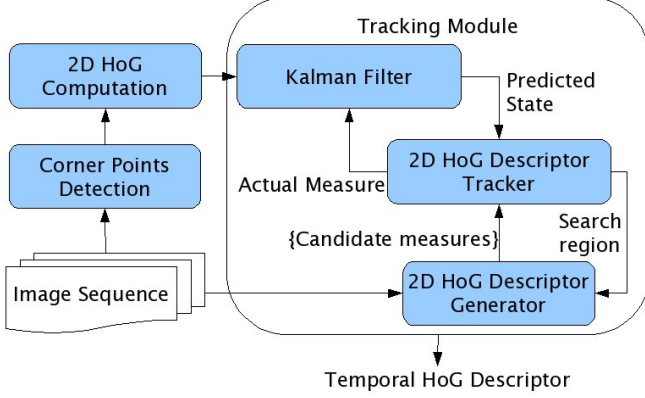 Tracking Module
2D HoG
Computation
Kalman Filter
Predicted
State
Corner Points
Detection
2D HoG Descriptor
Tracker
Actual Measure
{Candidate measures}
Search
region
Image Sequence
2D HoG Descriptor
Generator
Temporal HoG Descriptor